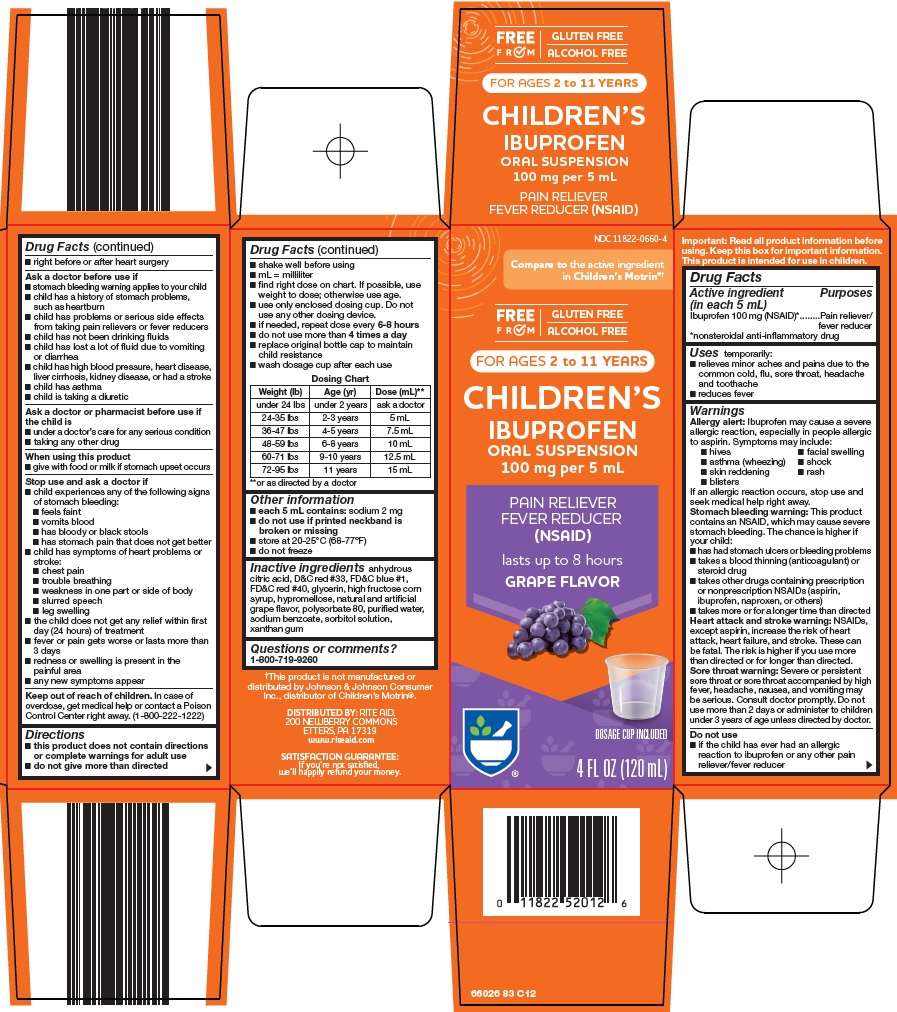 FREE FROM
GLUTEN FREE
ALCOHOL FREE
FOR AGES 2 to 11 YEARS
CHILDREN'S
IBUPROFEN
ORAL SUSPENSION
100 mg per 5 mL
PAIN RELIEVER
FEVER REDUCER (NSAID)
NDC 11822-0660-4
Compare to the active ingredient
in Children's Motrin®†
FREE FROM
GLUTEN FREE
ALCOHOL FREE
FOR AGES 2 to 11 YEARS
CHILDREN'S
IBUPROFEN
ORAL SUSPENSION
100 mg per 5 mL
PAIN RELIEVER
FEVER REDUCER
(NSAID)
lasts up to 8 hours
GRAPE FLAVOR
DOSAGE CUP INCLUDED
®
4 FL OZ (120 mL)
0 11822 52012 6
66026 83 C12
Important: Read all product information before
using. Keep this box for important information.
This product is intended for use in children.
Drug Facts
Active ingredient Purposes
(in each 5 mL)
Ibuprofen 100 mg (NSAID)*........Pain reliever/
fever reducer
*nonsteroidal anti-inflammatory drug
Uses temporarily:
■ relieves minor aches and pains due to the
common cold, flu, sore throat, headache
and toothache
■ reduces fever
Warnings
Allergy alert: Ibuprofen may cause a severe
allergic reaction, especially in people allergic
to aspirin. Symptoms may include:
■ hives ■ facial swelling
■ asthma (wheezing) ■ shock
■ skin reddening ■ rash
■ blisters
If an allergic reaction occurs, stop use and
seek medical help right away.
Stomach bleeding warning: This product
contains an NSAID, which may cause severe
stomach bleeding. The chance is higher if
your child:
■ has had stomach ulcers or bleeding problems
■ takes a blood thinning (anticoagulant) or
steroid drug
■ takes other drugs containing prescription
or nonprescription NSAIDs (aspirin,
ibuprofen, naproxen, or others)
■ takes more or for a longer time than directed
Heart attack and stroke warning: NSAIDs,
except aspirin, increase the risk of heart
attack, heart failure, and stroke. These can
be fatal. The risk is higher if you use more
than directed or for longer than directed.
Sore throat warning: Severe or persistent
sore throat or sore throat accompanied by high
fever, headache, nausea, and vomiting may
be serious. Consult doctor promptly. Do not
use more than 2 days or administer to children
under 3 years of age unless directed by doctor.
Do not use
■ if the child has ever had an allergic
reaction to ibuprofen or any other pain
reliever/fever reducer
Drug Facts (continued)
■ right before or after heart surgery
Ask a doctor before use if
■ stomach bleeding warning applies to your child
■ child has a history of stomach problems,
such as heartburn
■ child has problems or serious side effects
from taking pain relievers or fever reducers
■ child has not been drinking fluids
■ child has lost a lot of fluid due to vomiting
or diarrhea
■ child has high blood pressure, heart disease,
liver cirrhosis, kidney disease, or had a stroke
■ child has asthma
■ child is taking a diuretic
Ask a doctor or pharmacist before use if
the child is
■ under a doctor's care for any serious condition
■ taking any other drug
When using this product
■ give with food or milk if stomach upset occurs
Stop use and ask a doctor if
■ child experiences any of the following signs
of stomach bleeding:
■ feels faint
■ vomits blood
■ has bloody or black stools
■ has stomach pain that does not get better
■ child has symptoms of heart problems or
stroke:
■ chest pain
■ trouble breathing
■ weakness in one part or side of body
■ slurred speech
■ leg swelling
■ the child does not get any relief within first
day (24 hours) of treatment
■ fever or pain gets worse or lasts more than
3 days
■ redness or swelling is present in the
painful area
■ any new symptoms appear
Keep out of reach of children. In case of
overdose, get medical help or contact a Poison
Control Center right away. (1-800-222-1222)
Directions
■ this product does not contain directions
or complete warnings for adult use
■ do not give more than directed
Drug Facts (continued)
■ shake well before using
■ mL = milliliter
■ find right dose on chart. If possible, use
weight to dose; otherwise use age.
■ use only enclosed dosing cup. Do not
use any other dosing device.
■ if needed, repeat dose every 6-8 hours
■ do not use more than 4 times a day
■ replace original bottle cap to maintain
child resistance
■ wash dosage cup after each use
Dosing Chart
Weight (lb) Age (yr) Dose (mL)**
under 24 lbs under 2 years ask a doctor
24-35 lbs 2-3 years 5 mL
36-47 lbs 4-5 years 7.5 mL
48-59 lbs 6-8 years 10 mL
60-71 lbs 9-10 years 12.5 mL
72-95 lbs 11 years 15 mL
**or as directed by a doctor
Other information
■ each 5 mL contains: sodium 2 mg
■ do not use if printed neckband is
broken or missing
■ store at 20-25°C (68-77°F)
■ do not freeze
Inactive ingredients anhydrous
citric acid, D&C red #33, FD&C blue #1,
FD&C red #40, glycerin, high fructose corn
syrup, hypromellose, natural and artificial
grape flavor, polysorbate 80, purified water,
sodium benzoate, sorbitol solution,
xanthan gum
Questions or comments?
1-800-719-9260
†This product is not manufactured or
distributed by Johnson & Johnson Consumer
Inc., distributor of Children's Motrin®.
DISTRIBUTED BY: RITE AID,
200 NEWBERRY COMMONS
ETTERS, PA 17319
www.riteaid.com
SATISFACTION GUARANTEE:
If you're not satisfied,
we'll happily refund your money.